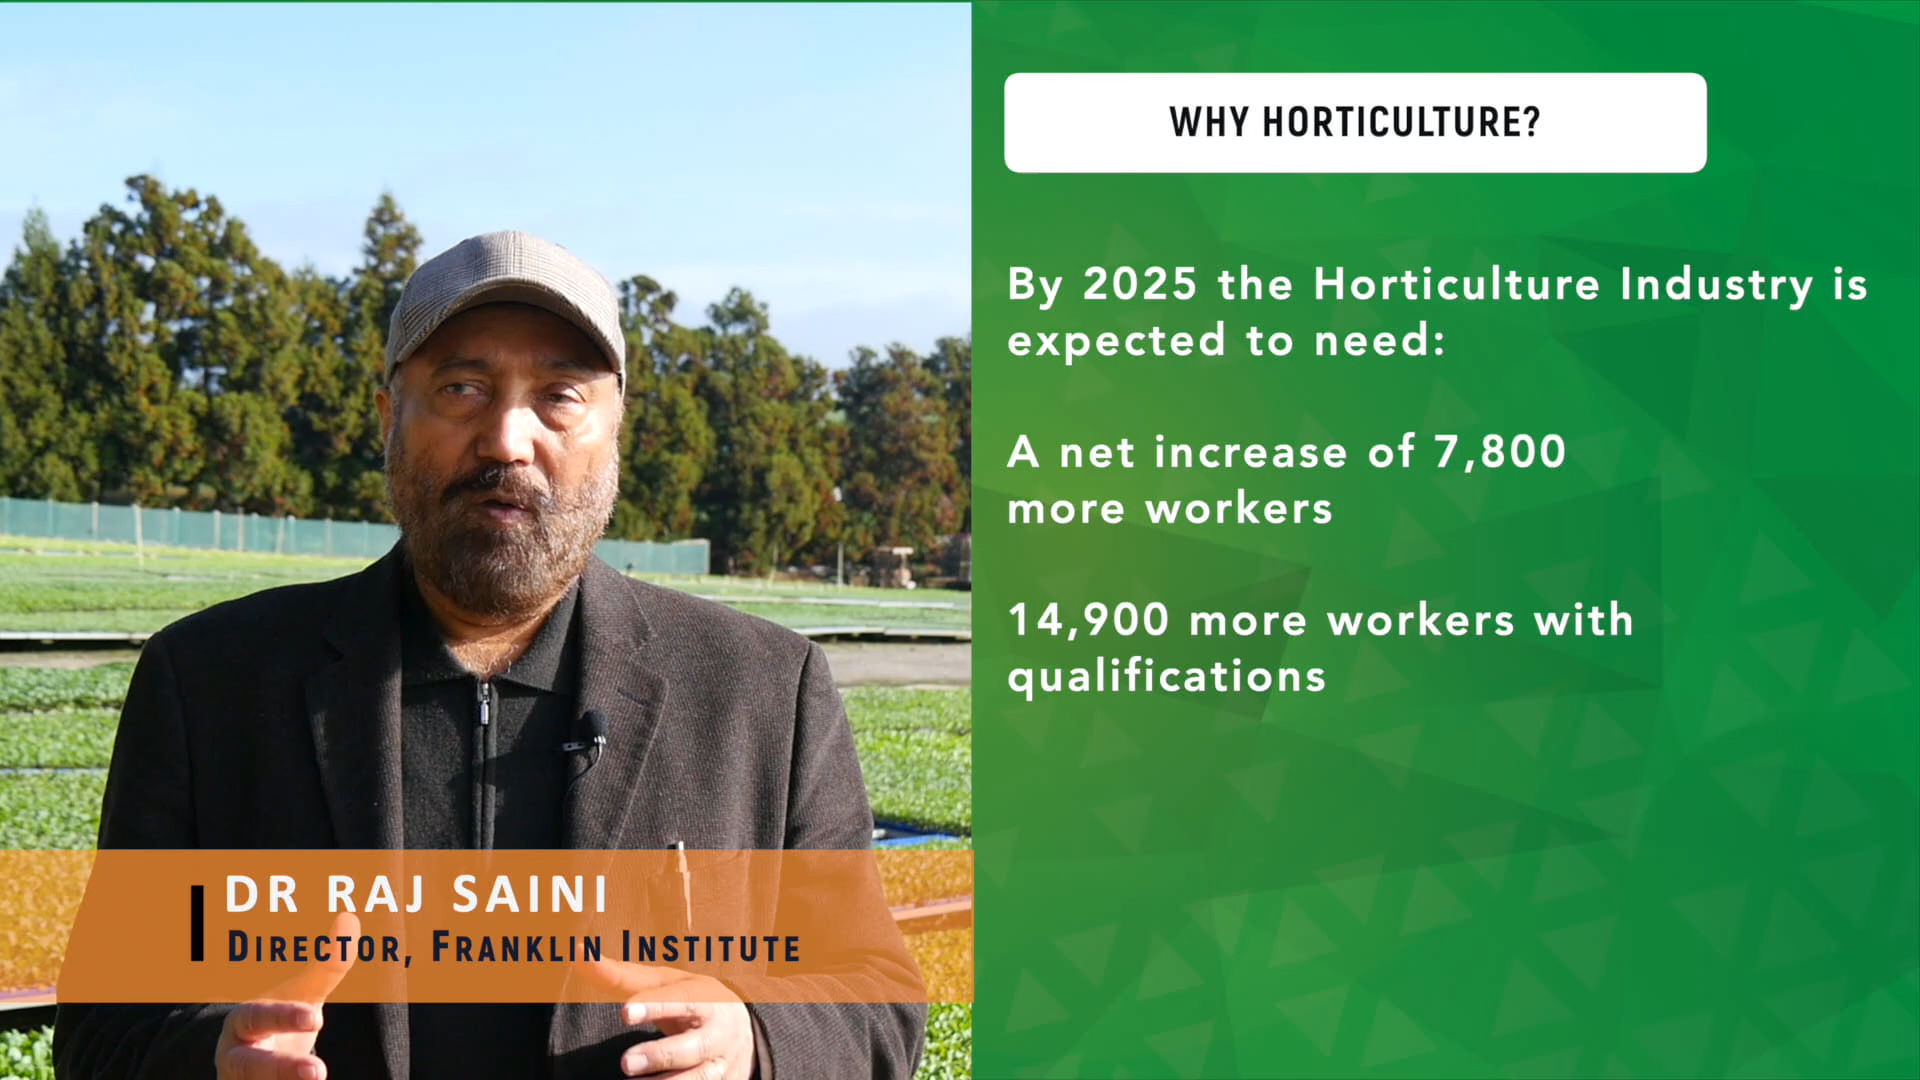 WHY HORTICULTURE?
By 2025 the Horticulture Industry is
expected to need:
A net increase of 7,800
more workers
14,900 more workers with
qualifications
DR RAJ SAINI
DIRECTOR, FRANKLIN INSTITUTE